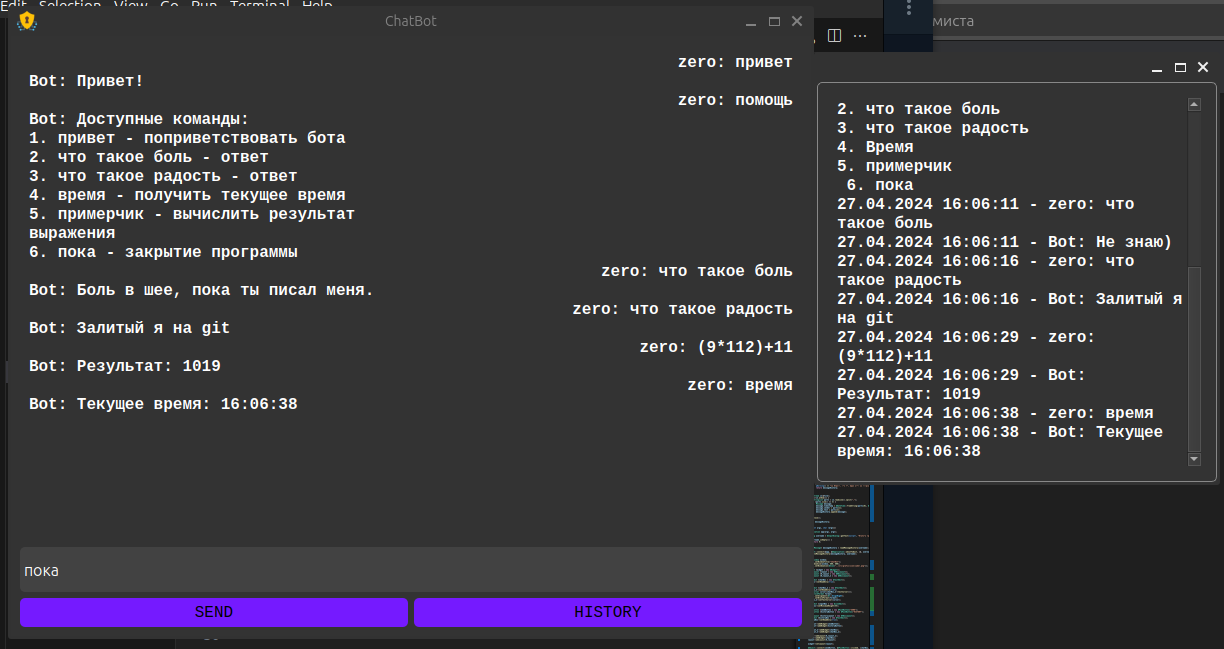 Edit Selection View Go Run Terminal Help
ChatBot
миста
zero: привет
Bot: Привет!
zero: помощь
Bot: Доступные команды:
1. привет - поприветствовать бота
2. что такое боль - ответ
3. что такое радость - ответ
4. время - получить текущее время
5. примерчик - вычислить результат
выражения
6. пока - закрытие программы
zero: что такое боль
Bot: Боль в шее, пока ты писал меня.
zero: что такое радость
Bot: Залитый я на git
zero: (9*112)+11
Bot: Результат: 1019
zero: время
Bot: Текущее время: 16:06:38
пока
SEND
HISTORY
2. что такое боль
3. что такое радость
4. Время
5. примерчик
6. пока
27.04.2024 16:06:11 - zero: что
такое боль
27.04.2024 16:06:11 - Bot: Не знаю)
27.04.2024 16:06:16 - zero: что
такое радость
27.04.2024 16:06:16 - Bot: Залитый я
на git
27.04.2024 16:06:29 - zero:
(9*112)+11
27.04.2024 16:06:29 - Bot:
Результат: 1019
27.04.2024 16:06:38 - zero: время
27.04.2024 16:06:38 - Bot: Текущее
время: 16:06:38